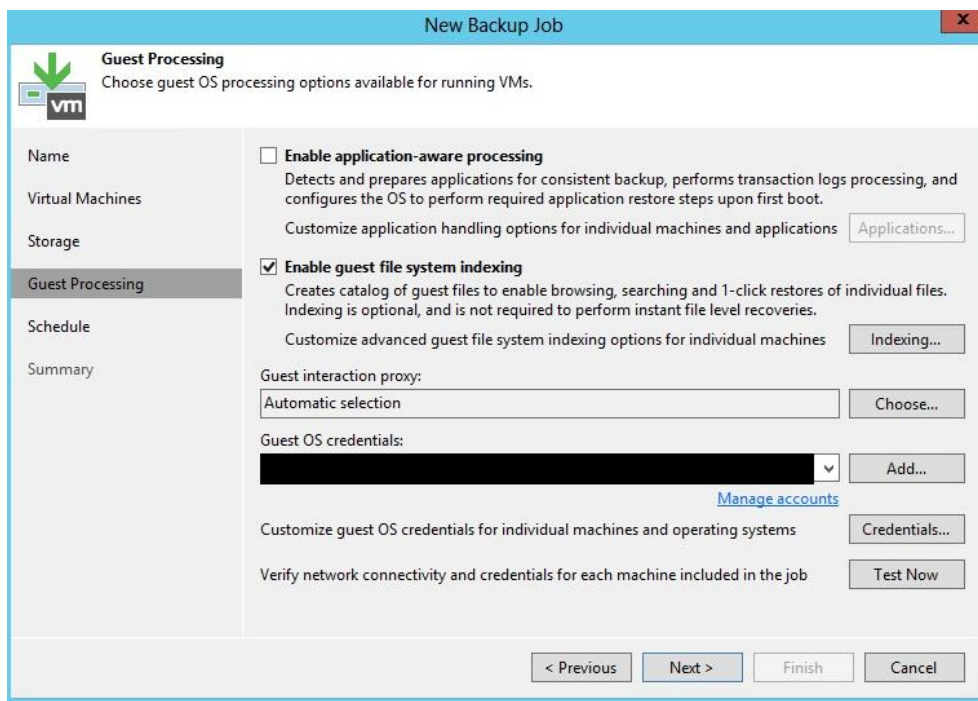 New Backup Job
x
Guest Processing
Choose guest OS processing options available for running VMs.
vm
Name
Virtual Machines
Storage
Guest Processing
Schedule
Summary
Enable application-aware processing
Detects and prepares applications for consistent backup, performs transaction logs processing, and
configures the OS to perform required application restore steps upon first boot.
Customize application handling options for individual machines and applications
Applications...
Enable guest file system indexing
Creates catalog of guest files to enable browsing, searching and 1-click restores of individual files.
Indexing is optional, and is not required to perform instant file level recoveries.
Customize advanced guest file system indexing options for individual machines
Indexing...
Guest interaction proxy:
Automatic selection
Choose...
Guest OS credentials:
Add...
Manage accounts
Customize guest OS credentials for individual machines and operating systems
Credentials...
Verify network connectivity and credentials for each machine included in the job
Test Now
< Previous
Next >
Finish
Cancel